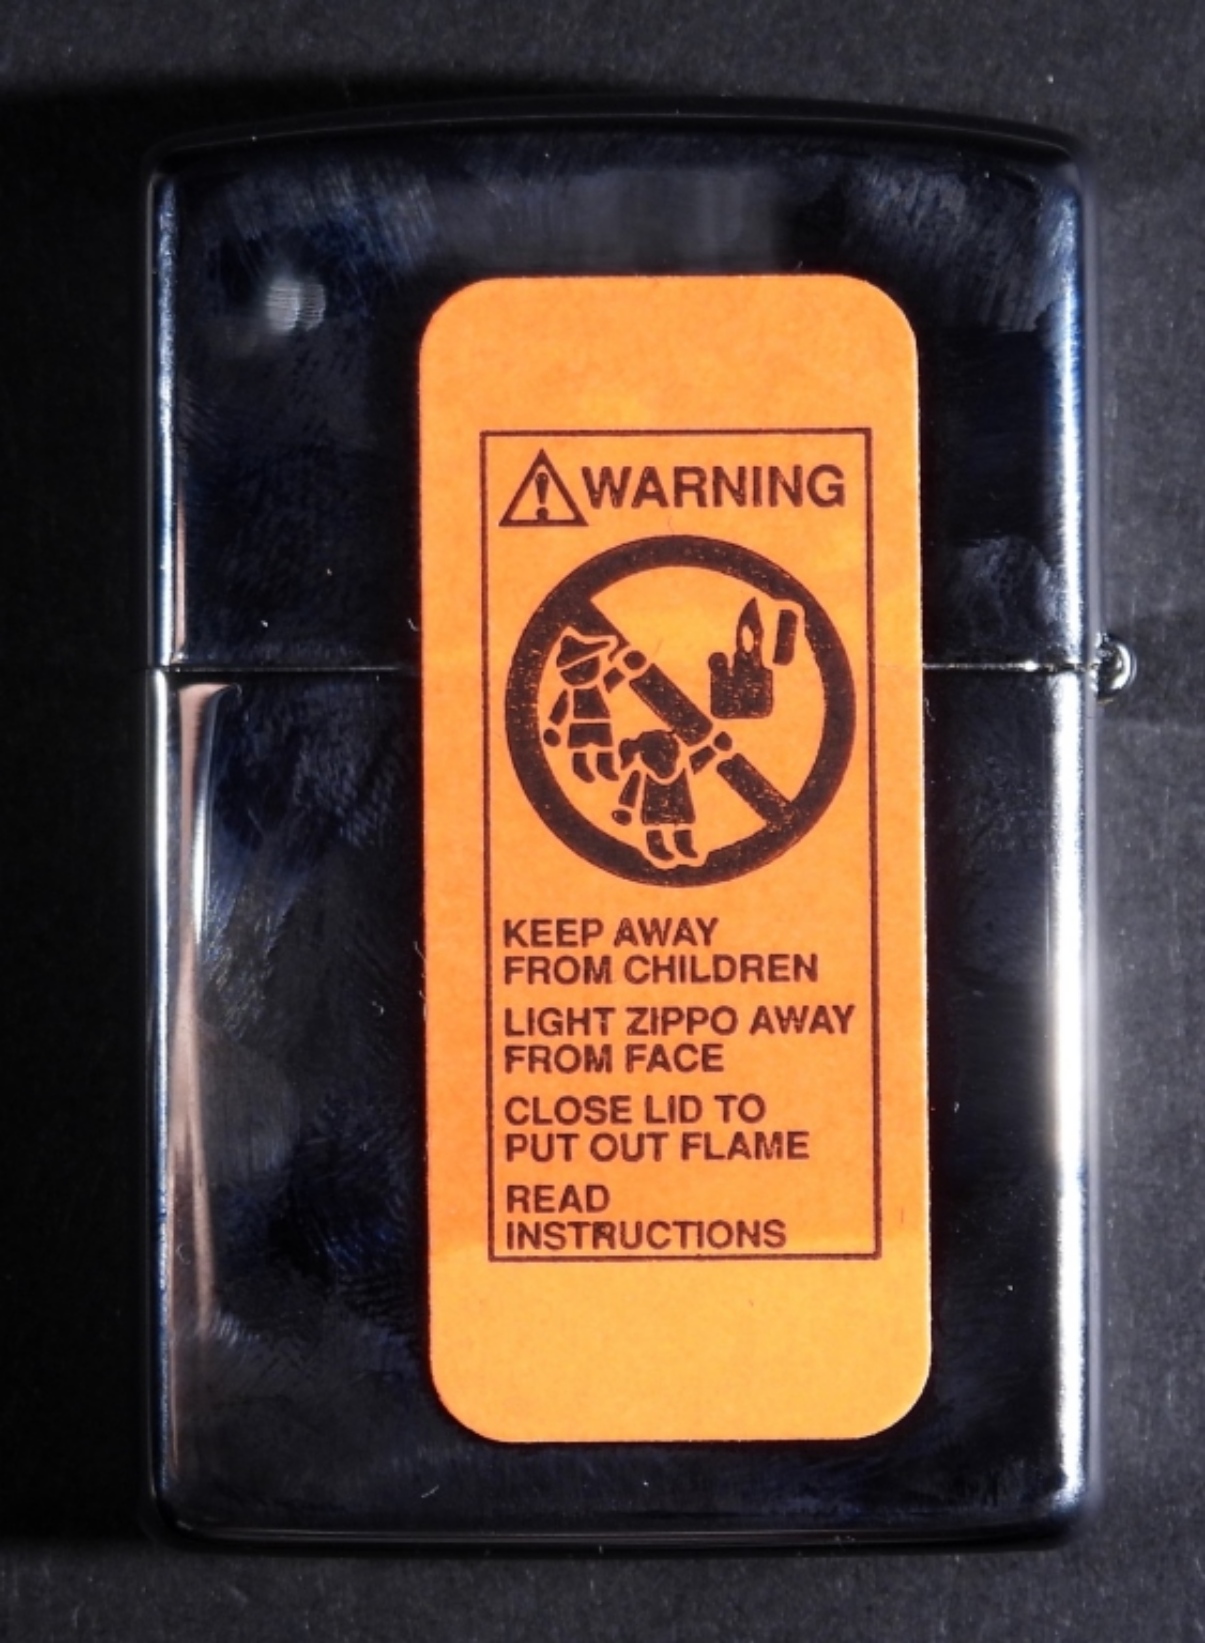 WARNING
KEEP AWAY
FROM CHILDREN
LIGHT ZIPPO AWAY
FROM FACE
CLOSE LID TO
PUT OUT FLAME
READ
INSTRUCTIONS